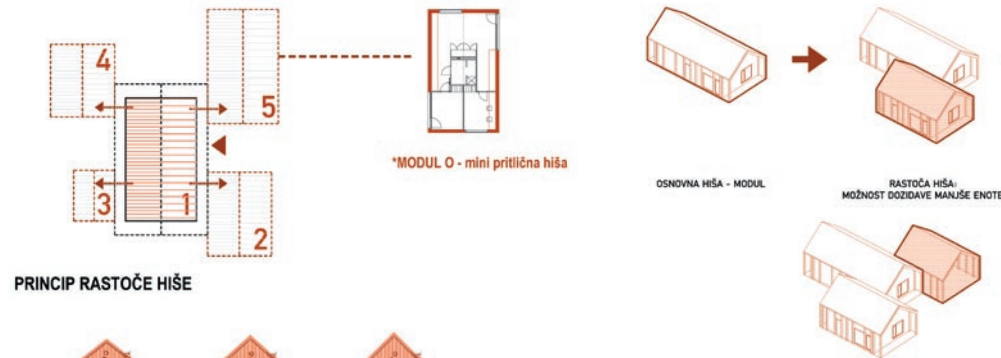 4
5
*MODUL O - mini pritlična hiša
3
1
2
OSNOVNA HIŠA - MODUL
RASTOČA HIŠA:
MOŽNOST DOZIDAVE MANJŠE ENOTE
PRINCIP RASTOČE HIŠE